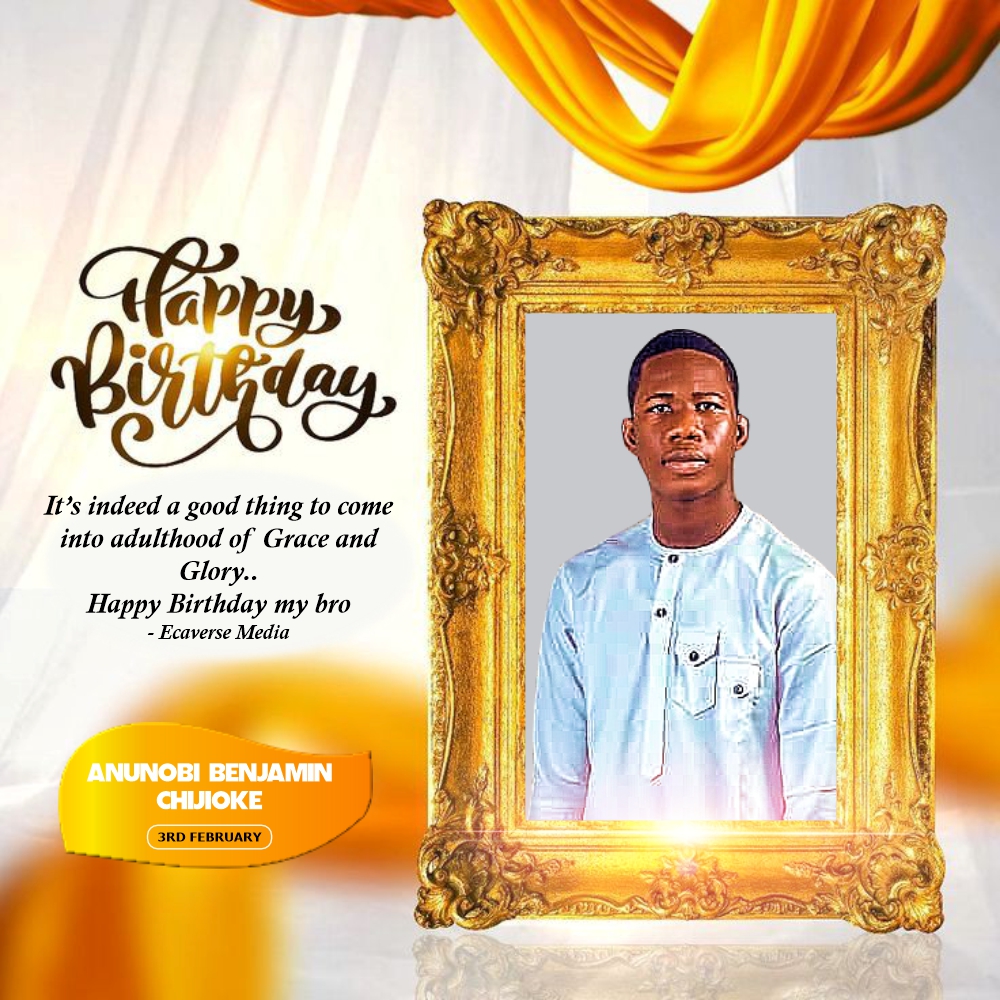 Happy
Birthday
It's indeed a good thing to come
into adulthood of Grace and
Glory..
Happy Birthday my bro
- Ecaverse Media
ANUNOBI BENJAMIN
CHIJIOKE
3RD FEBRUARY